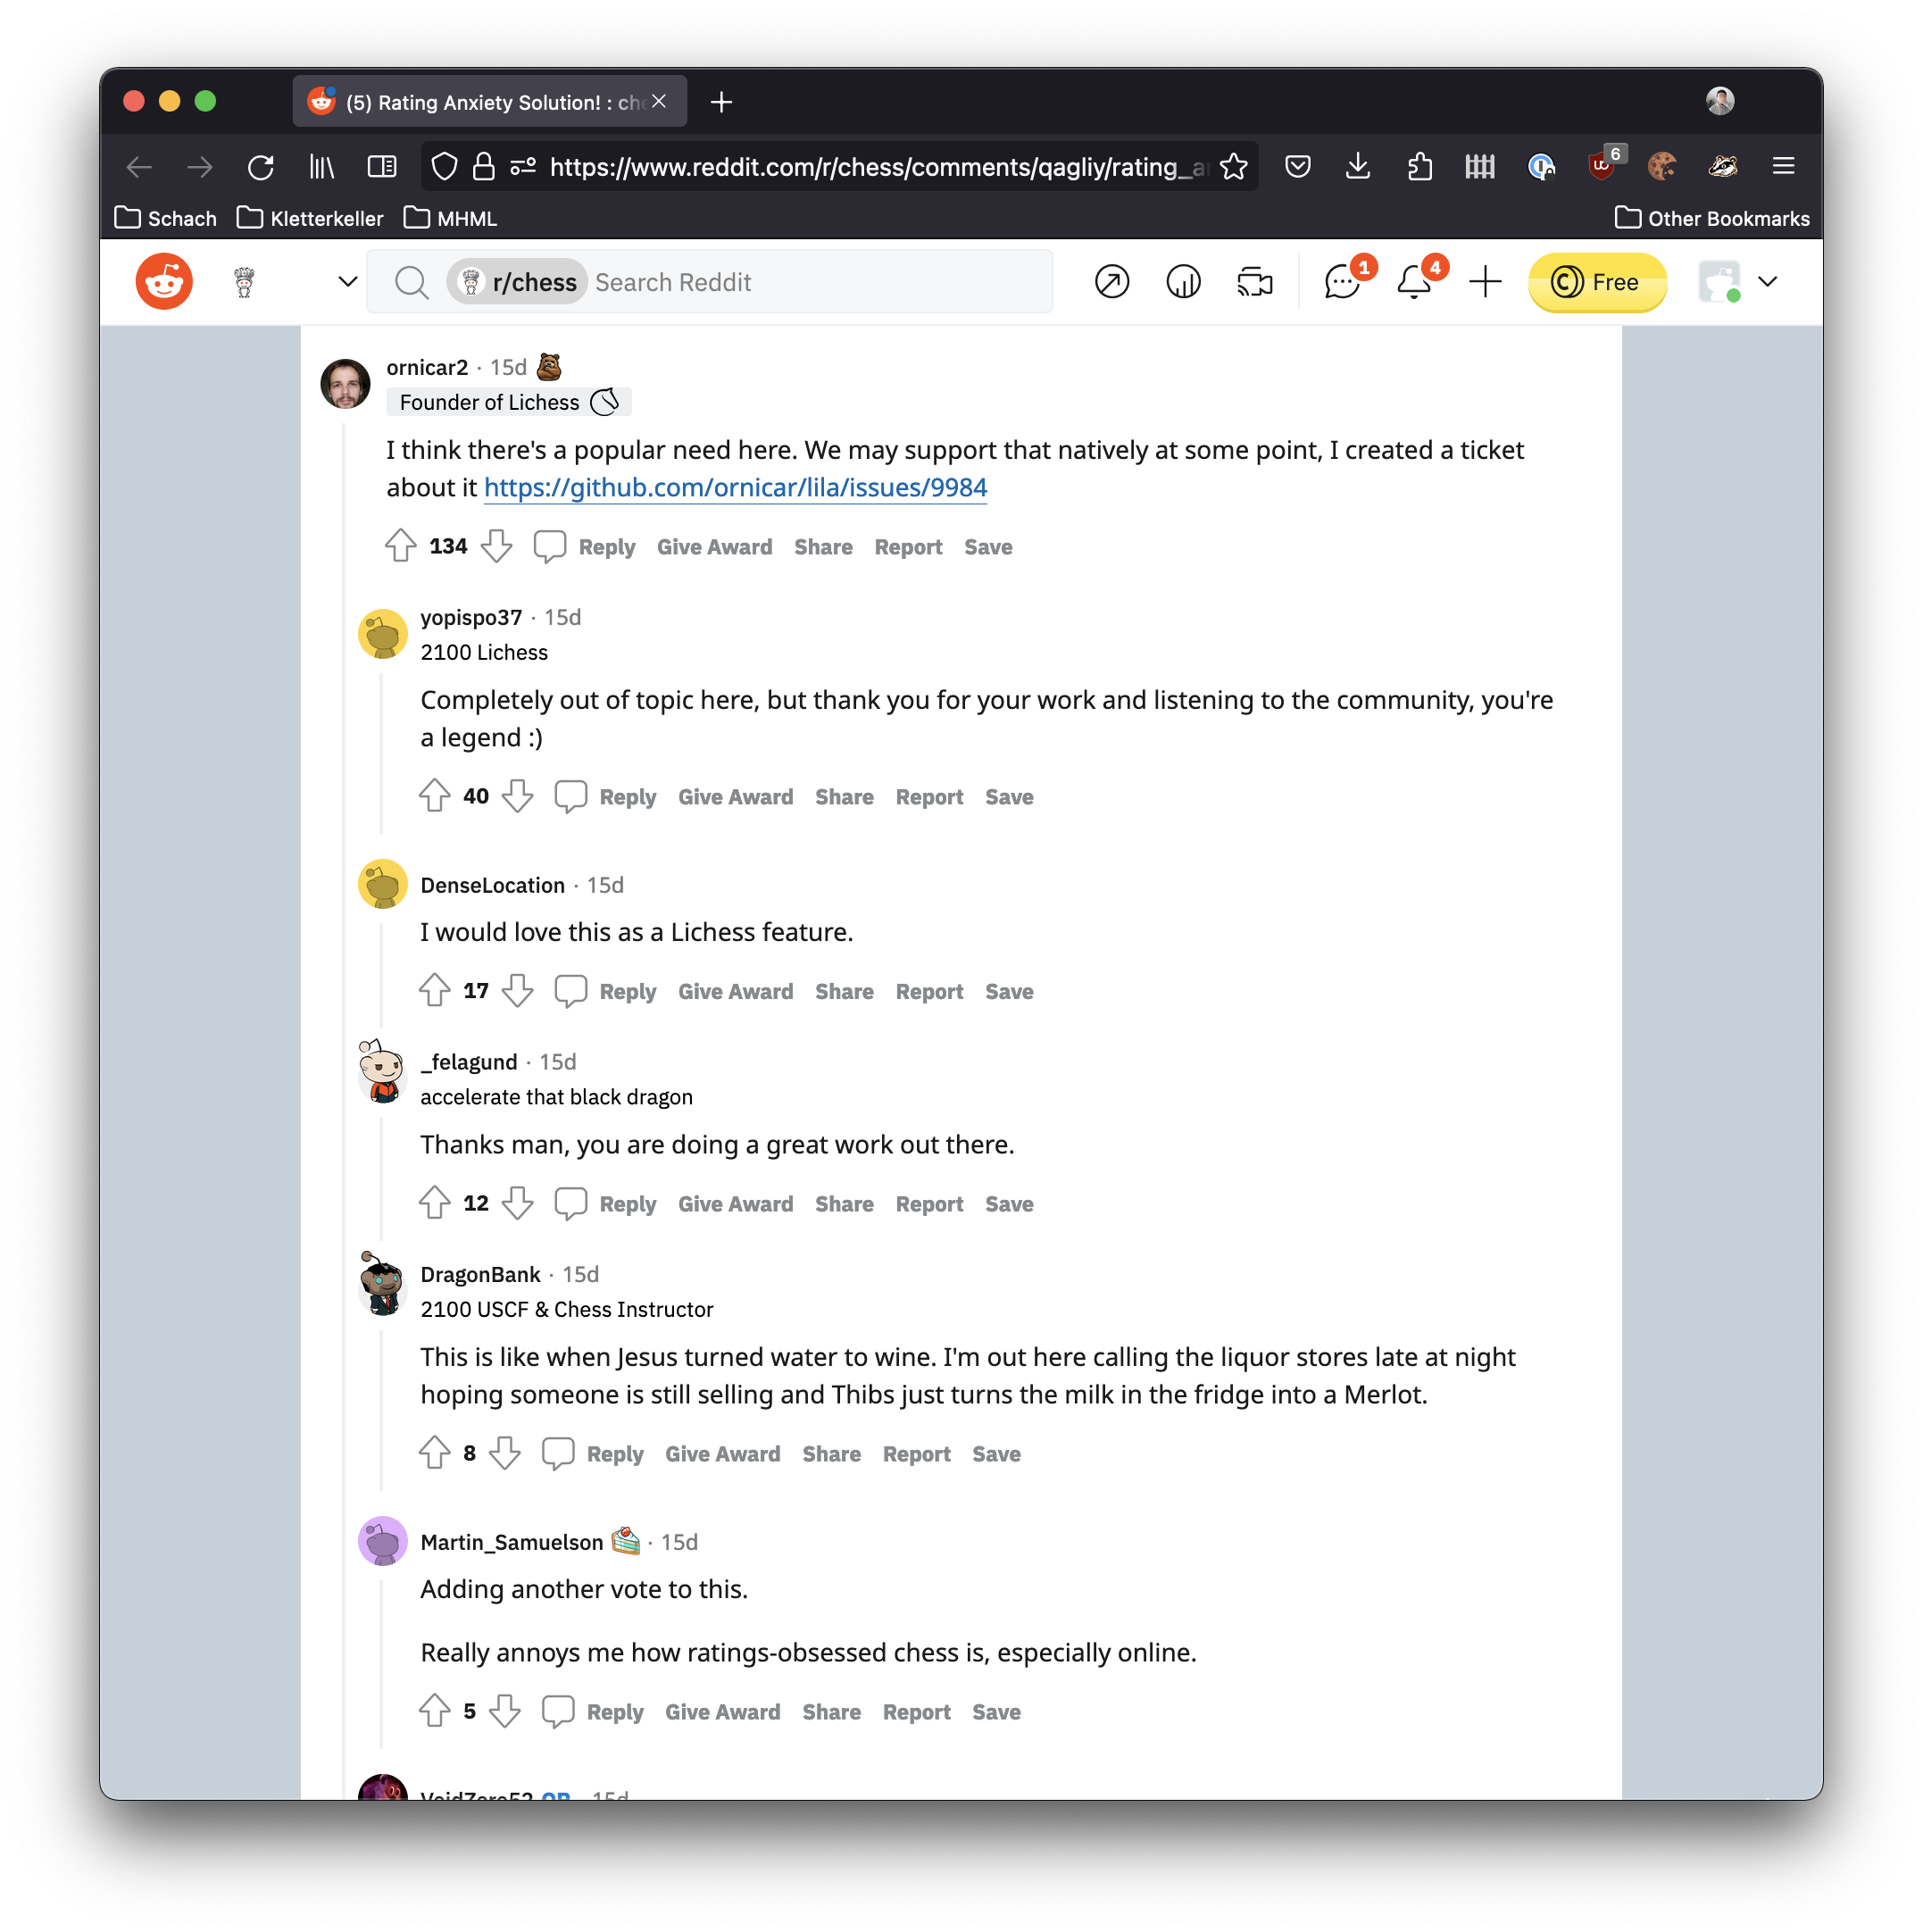 (5) Rating Anxiety Solution! : che
https://www.reddit.com/r/chess/comments/qagliy/rating_a
6
Schach
Kletterkeller
MHML
Other Bookmarks
r/chess
Search Reddit
1
4
Free
ornicar2 · 15d
Founder of Lichess
I think there's a popular need here. We may support that natively at some point, I created a ticket
about it https://github.com/ornicar/lila/issues/9984
134 Reply Give Award Share Report Save
yopispo37 · 15d
2100 Lichess
Completely out of topic here, but thank you for your work and listening to the community, you're
a legend :)
40 Reply Give Award Share Report Save
DenseLocation · 15d
I would love this as a Lichess feature.
17 Reply Give Award Share Report Save
_felagund · 15d
accelerate that black dragon
Thanks man, you are doing a great work out there.
12 Reply Give Award Share Report Save
DragonBank · 15d
2100 USCF & Chess Instructor
This is like when Jesus turned water to wine. I'm out here calling the liquor stores late at night
hoping someone is still selling and Thibs just turns the milk in the fridge into a Merlot.
8 Reply Give Award Share Report Save
Martin_Samuelson · 15d
Adding another vote to this.
Really annoys me how ratings-obsessed chess is, especially online.
5 Reply Give Award Share Report Save
VoidZero52 OP · 15d